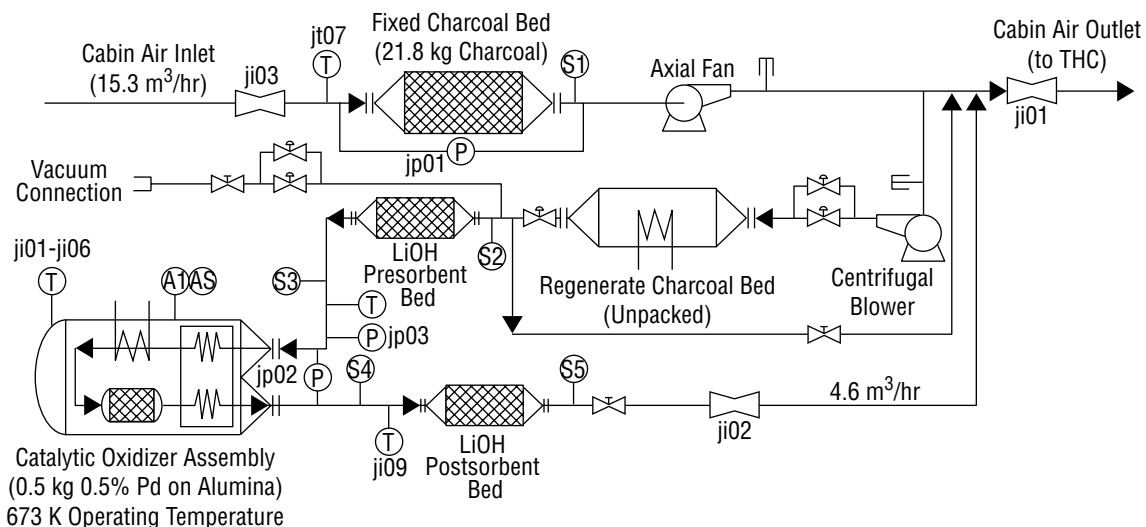 Fixed Charcoal Bed
(21.8 kg Charcoal)
Cabin Air Inlet
(15.3 m³/hr)
ji03
jt07
T
S1
Axial Fan
Cabin Air Outlet
(to THC)
ji01
jp01
P
Vacuum
Connection
LiOH
Presorbent
Bed
S2
Regenerate Charcoal Bed
(Unpacked)
Centrifugal
Blower
ji01-ji06
T
A1
AS
S3
T
P
jp03
jp02
P
S4
S5
4.6 m³/hr
T
ji09
LiOH
Postsorbent
Bed
ji02
Catalytic Oxidizer Assembly
(0.5 kg 0.5% Pd on Alumina)
673 K Operating Temperature